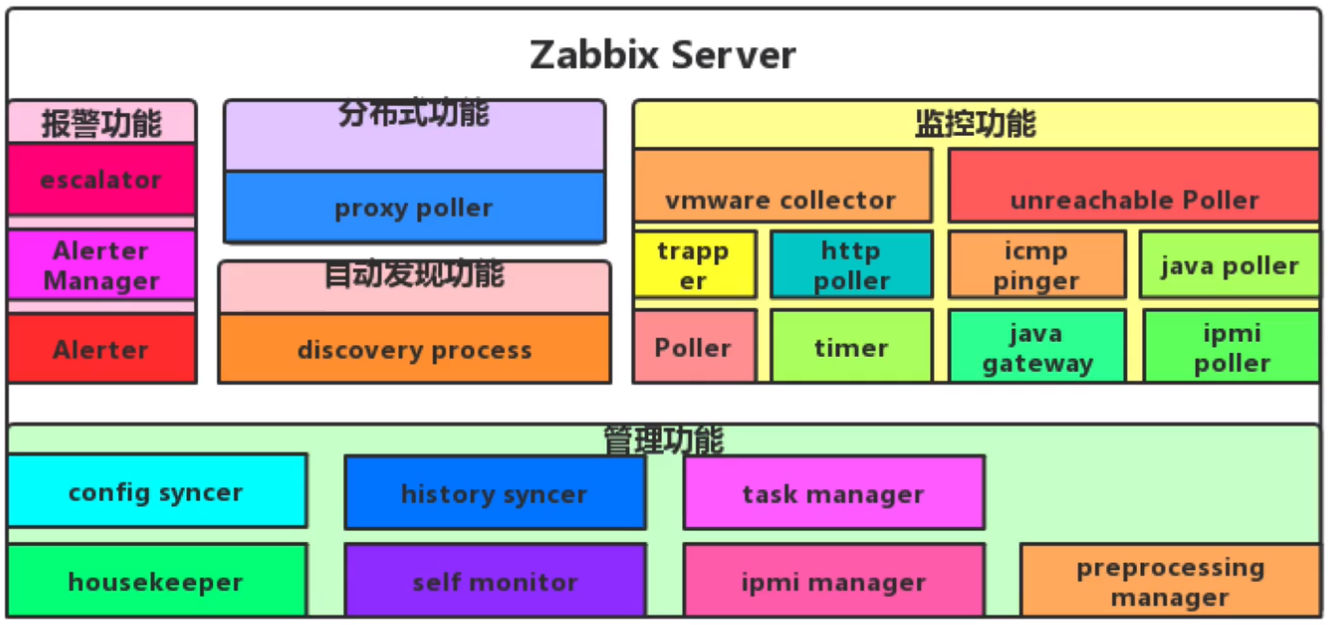 Zabbix Server
报警功能
escalator
Alerter
Manager
Alerter
分布式功能
proxy poller
自动发现功能
discovery process
监控功能
vmware collector
unreachable Poller
trapp
er
http
poller
icmp
pinger
java poller
Poller
timer
java
gateway
ipmi
poller
管理功能
config syncer
history syncer
task manager
housekeeper
self monitor
ipmi manager
preprocessing
manager